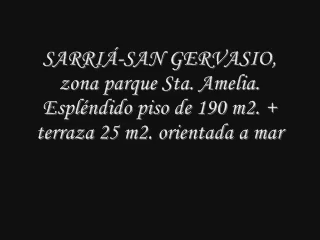 SARRIÁ-SAN GERVASIO,
zona parque Sta. Amelia.
Espléndido piso de 190 m2. +
terraza 25 m2. orientada a mar